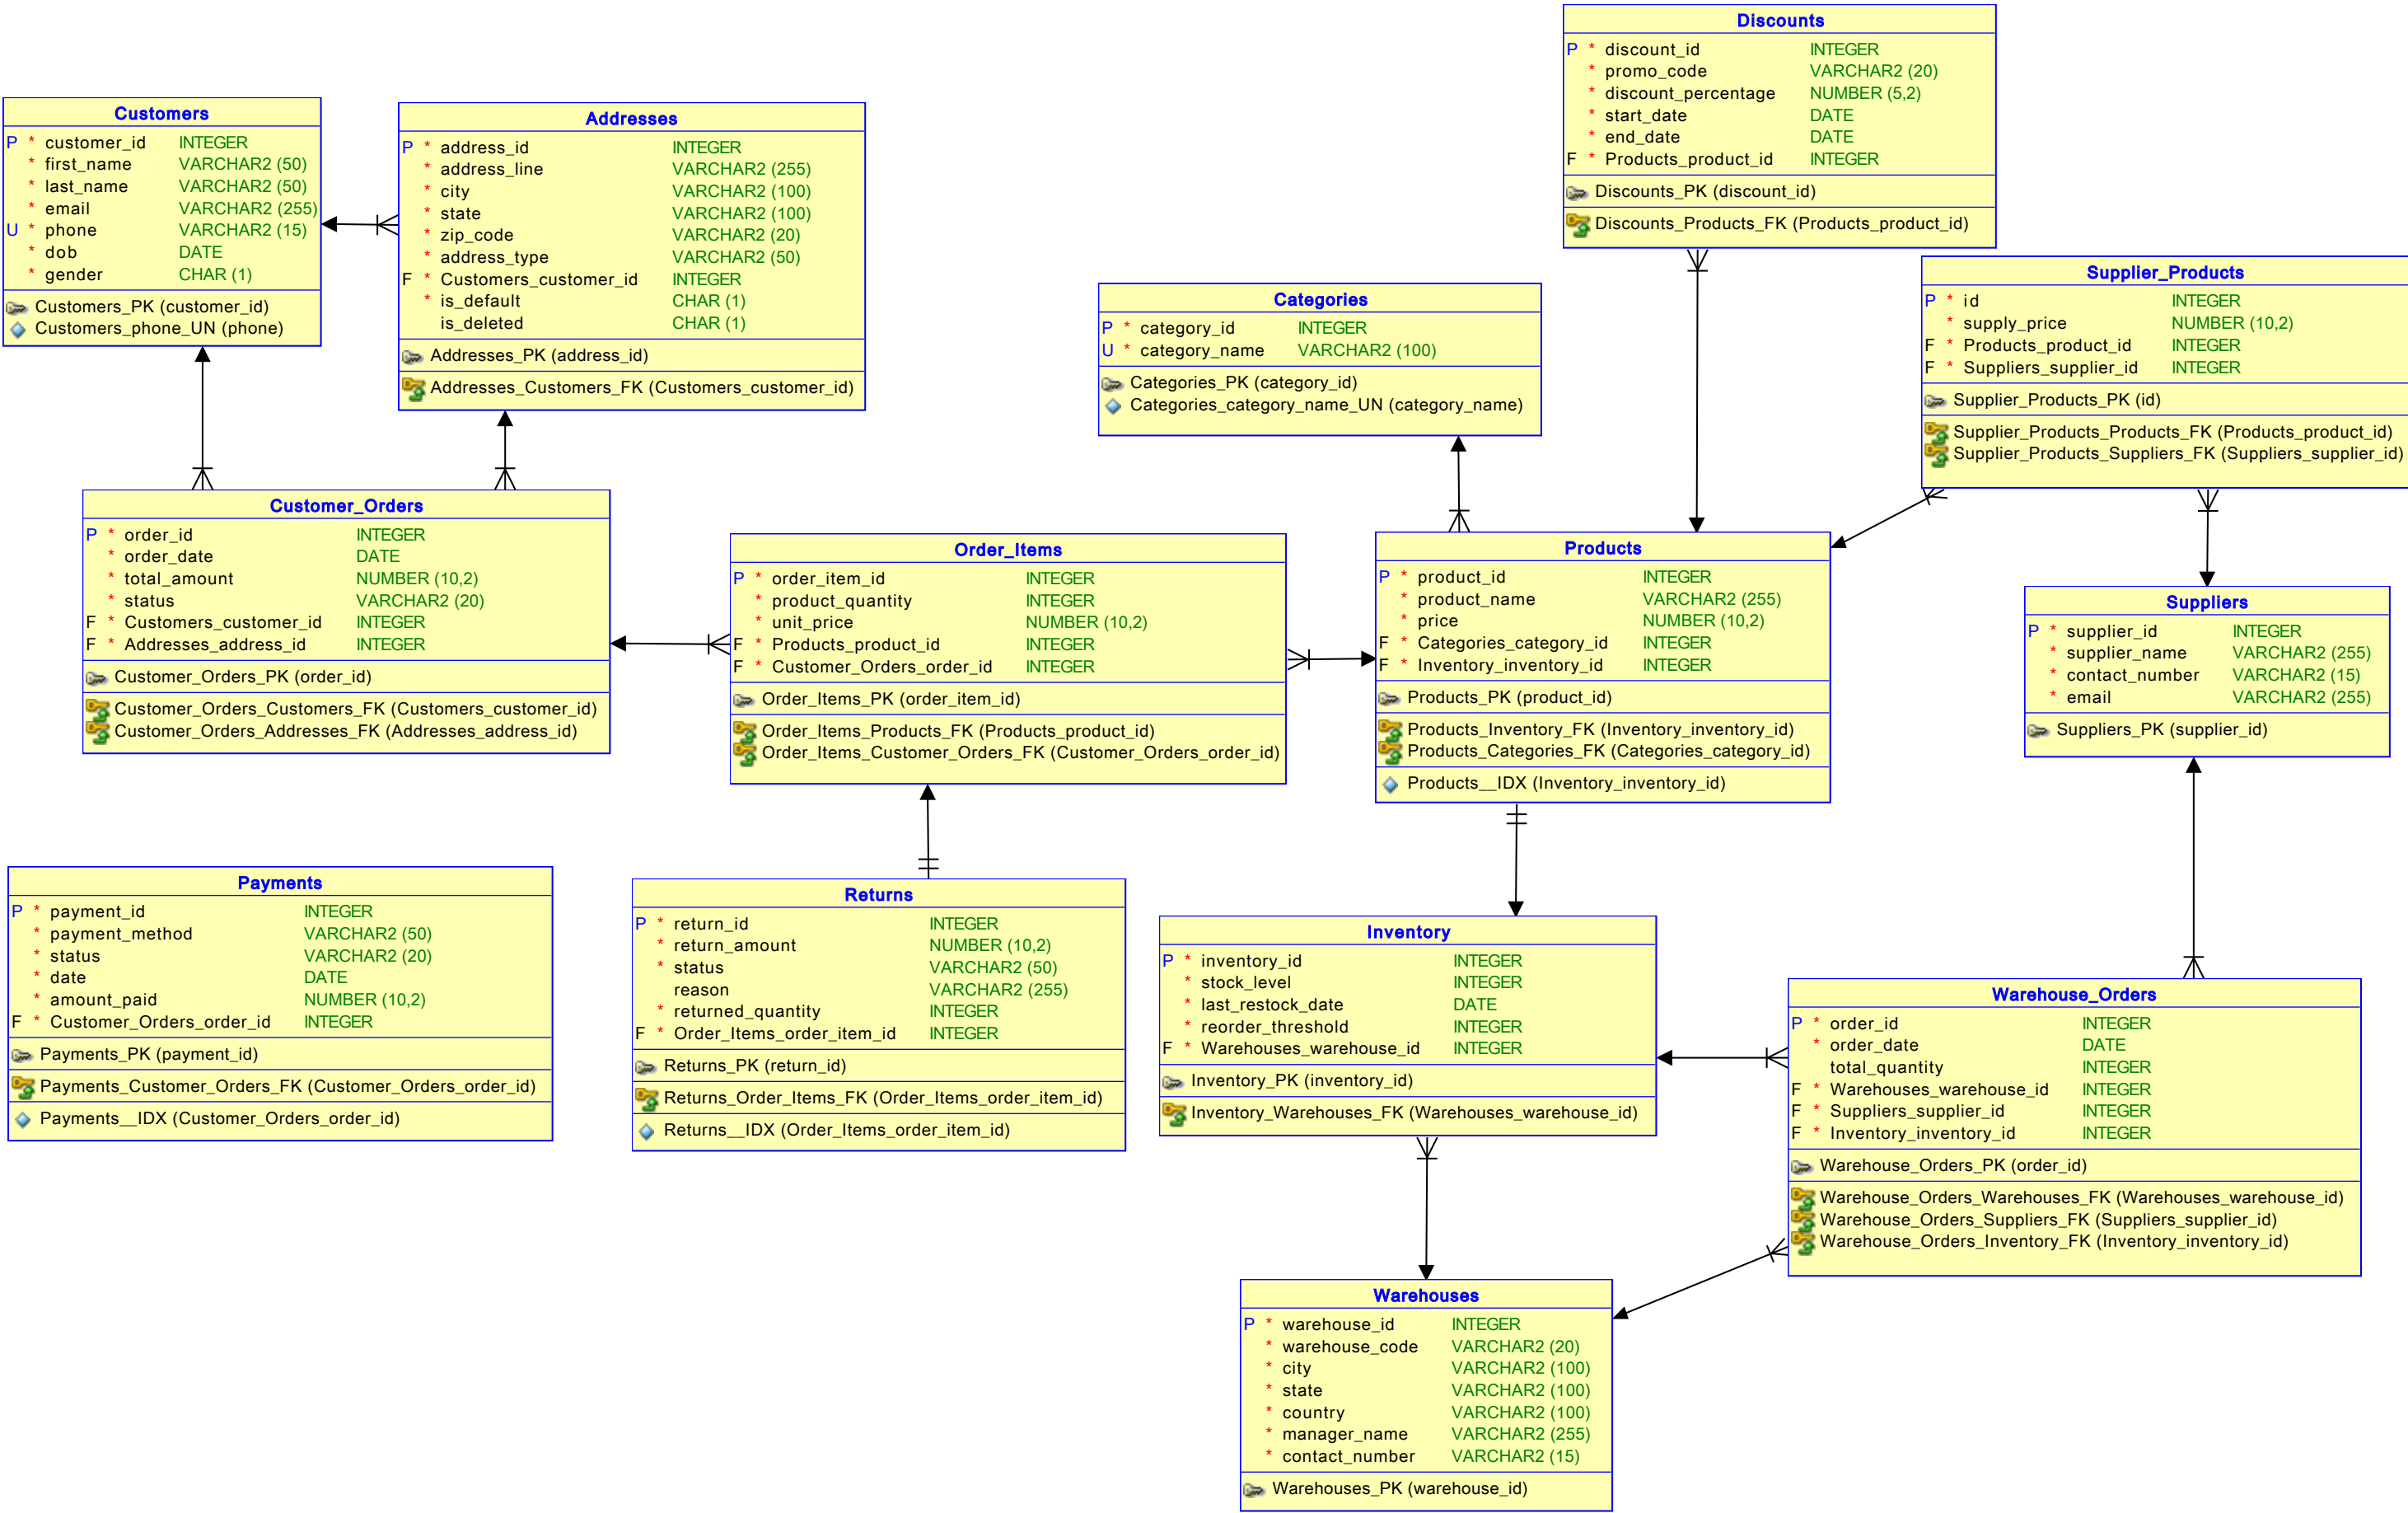 Discounts
P * discount_id INTEGER
* promo_code VARCHAR2 (20)
* discount_percentage NUMBER (5,2)
* start_date DATE
* end_date DATE
F * Products_product_id INTEGER
Discounts_PK (discount_id)
Discounts_Products_FK (Products_product_id)
Customers
P * customer_id INTEGER
* first_name VARCHAR2 (50)
* last_name VARCHAR2 (50)
* email VARCHAR2 (255)
U * phone VARCHAR2 (15)
* dob DATE
* gender CHAR (1)
Customers_PK (customer_id)
Customers_phone_UN (phone)
Addresses
P * address_id INTEGER
* address_line VARCHAR2 (255)
* city VARCHAR2 (100)
* state VARCHAR2 (100)
* zip_code VARCHAR2 (20)
* address_type VARCHAR2 (50)
F * Customers_customer_id INTEGER
* is_default CHAR (1)
is_deleted CHAR (1)
Addresses_PK (address_id)
Addresses_Customers_FK (Customers_customer_id)
Categories
P * category_id INTEGER
U * category_name VARCHAR2 (100)
Categories_PK (category_id)
Categories_category_name_UN (category_name)
Supplier_Products
P * id INTEGER
* supply_price NUMBER (10,2)
F * Products_product_id INTEGER
F * Suppliers_supplier_id INTEGER
Supplier_Products_PK (id)
Supplier_Products_Products_FK (Products_product_id)
Supplier_Products_Suppliers_FK (Suppliers_supplier_id)
Customer_Orders
P * order_id INTEGER
* order_date DATE
* total_amount NUMBER (10,2)
* status VARCHAR2 (20)
F * Customers_customer_id INTEGER
F * Addresses_address_id INTEGER
Customer_Orders_PK (order_id)
Customer_Orders_Customers_FK (Customers_customer_id)
Customer_Orders_Addresses_FK (Addresses_address_id)
Order_Items
P * order_item_id INTEGER
* product_quantity INTEGER
* unit_price NUMBER (10,2)
F * Products_product_id INTEGER
F * Customer_Orders_order_id INTEGER
Order_Items_PK (order_item_id)
Order_Items_Products_FK (Products_product_id)
Order_Items_Customer_Orders_FK (Customer_Orders_order_id)
Products
P * product_id INTEGER
* product_name VARCHAR2 (255)
* price NUMBER (10,2)
F * Categories_category_id INTEGER
F * Inventory_inventory_id INTEGER
Products_PK (product_id)
Products_Inventory_FK (Inventory_inventory_id)
Products_Categories_FK (Categories_category_id)
Products__IDX (Inventory_inventory_id)
Suppliers
P * supplier_id INTEGER
* supplier_name VARCHAR2 (255)
* contact_number VARCHAR2 (15)
* email VARCHAR2 (255)
Suppliers_PK (supplier_id)
Payments
P * payment_id INTEGER
* payment_method VARCHAR2 (50)
* status VARCHAR2 (20)
* date DATE
* amount_paid NUMBER (10,2)
F * Customer_Orders_order_id INTEGER
Payments_PK (payment_id)
Payments_Customer_Orders_FK (Customer_Orders_order_id)
Payments__IDX (Customer_Orders_order_id)
Returns
P * return_id INTEGER
* return_amount NUMBER (10,2)
* status VARCHAR2 (50)
reason VARCHAR2 (255)
* returned_quantity INTEGER
F * Order_Items_order_item_id INTEGER
Returns_PK (return_id)
Returns_Order_Items_FK (Order_Items_order_item_id)
Returns__IDX (Order_Items_order_item_id)
Inventory
P * inventory_id INTEGER
* stock_level INTEGER
* last_restock_date DATE
* reorder_threshold INTEGER
F * Warehouses_warehouse_id INTEGER
Inventory_PK (inventory_id)
Inventory_Warehouses_FK (Warehouses_warehouse_id)
Warehouse_Orders
P * order_id INTEGER
* order_date DATE
total_quantity INTEGER
F * Warehouses_warehouse_id INTEGER
F * Suppliers_supplier_id INTEGER
F * Inventory_inventory_id INTEGER
Warehouse_Orders_PK (order_id)
Warehouse_Orders_Warehouses_FK (Warehouses_warehouse_id)
Warehouse_Orders_Suppliers_FK (Suppliers_supplier_id)
Warehouse_Orders_Inventory_FK (Inventory_inventory_id)
Warehouses
P * warehouse_id INTEGER
* warehouse_code VARCHAR2 (20)
* city VARCHAR2 (100)
* state VARCHAR2 (100)
* country VARCHAR2 (100)
* manager_name VARCHAR2 (255)
* contact_number VARCHAR2 (15)
Warehouses_PK (warehouse_id)